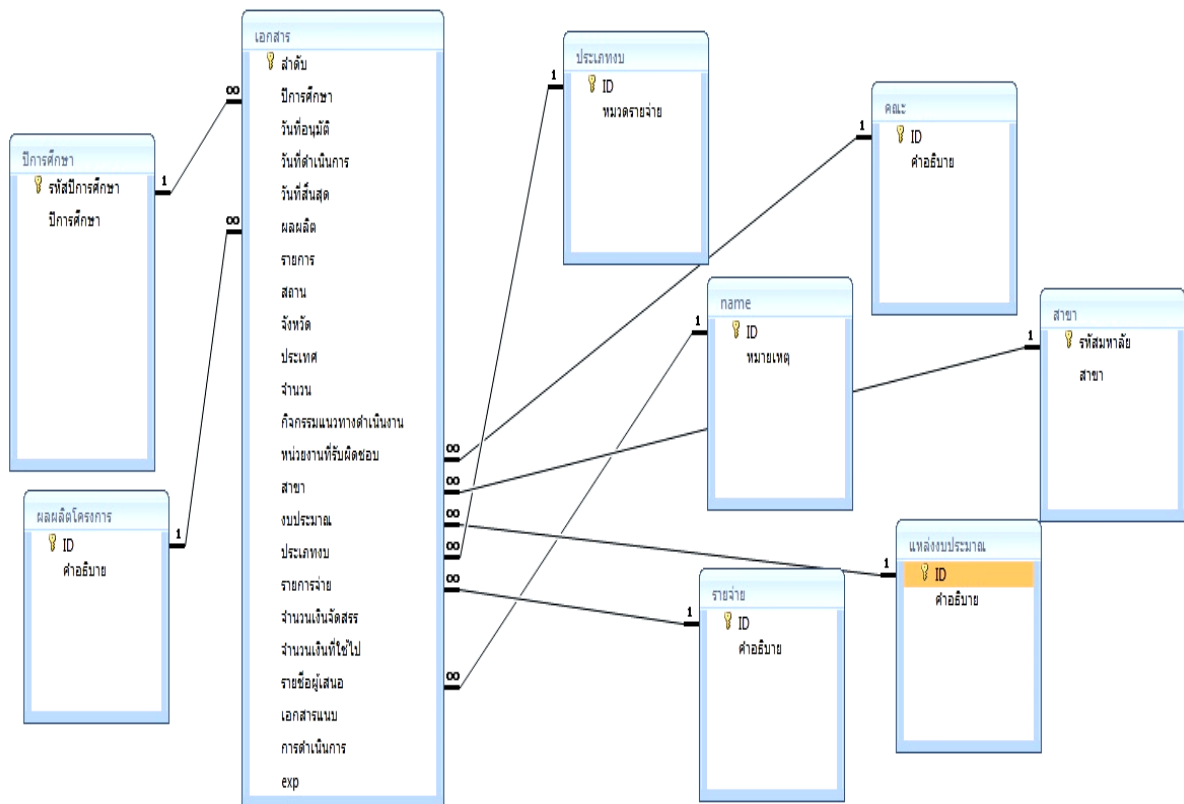 ปีการศึกษา
รหัสปีการศึกษา
ปีการศึกษา
1
ผลผลิตโครงการ
ID
คำอธิบาย
1
เอกสาร
ลำดับ
ปีการศึกษา
วันที่อนุมัติ
วันที่ดำเนินการ
วันที่สิ้นสุด
ผลผลิต
รายการ
สถาน
จังหวัด
ประเทศ
จำนวน
กิจกรรมแนวทางดำเนินงาน
หน่วยงานที่รับผิดชอบ
สาขา
งบประมาณ
ประเภทงบ
รายการจ่าย
จำนวนเงินจัดสรร
จำนวนเงินที่ใช้ไป
รายชื่อผู้เสนอ
เอกสารแนบ
การดำเนินการ
exp
∞
∞
∞
∞
∞
∞
∞
∞
ประเภทงบ
1
ID
หมวดรายจ่าย
คณะ
1
ID
คำอธิบาย
name
1
ID
หมายเหตุ
สาขา
1
รหัสมหาลัย
สาขา
แหล่งงบประมาณ
1
ID
คำอธิบาย
รายจ่าย
1
ID
คำอธิบาย